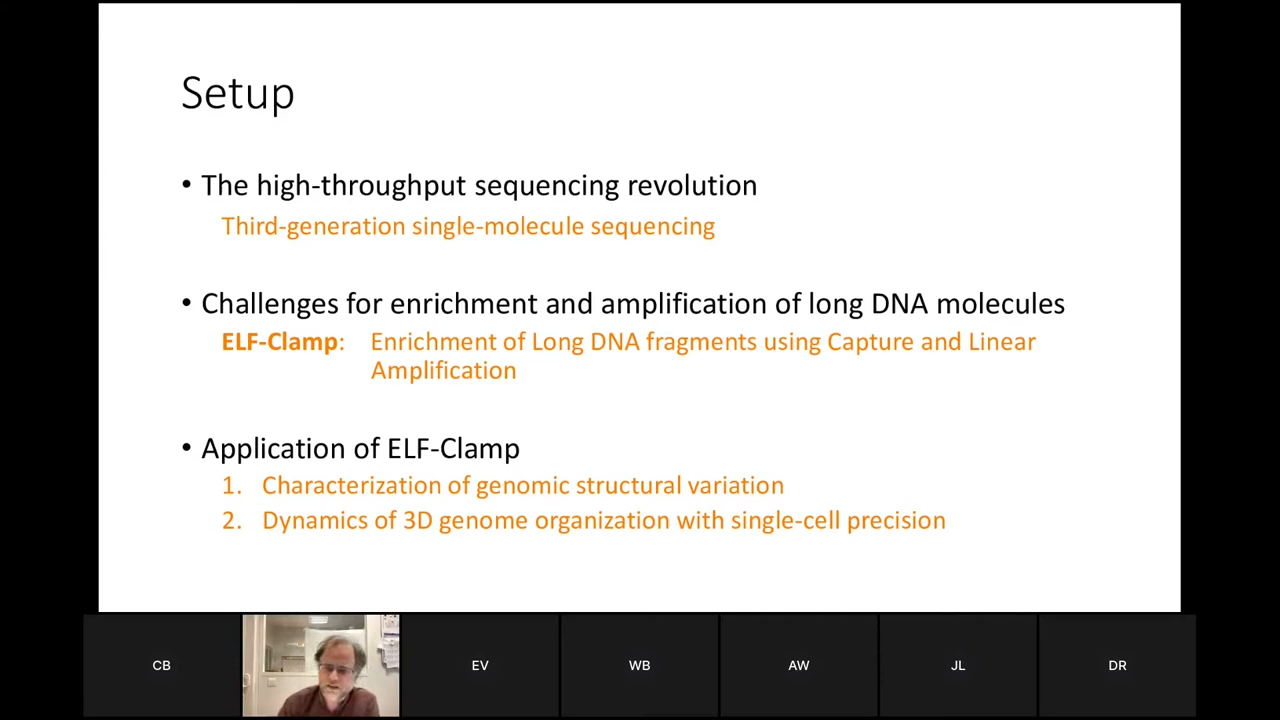 Setup
• The high-throughput sequencing revolution
Third-generation single-molecule sequencing
• Challenges for enrichment and amplification of long DNA molecules
ELF-Clamp: Enrichment of Long DNA fragments using Capture and Linear
Amplification
• Application of ELF-Clamp
1. Characterization of genomic structural variation
2. Dynamics of 3D genome organization with single-cell precision
CB EV WB AW JL DR